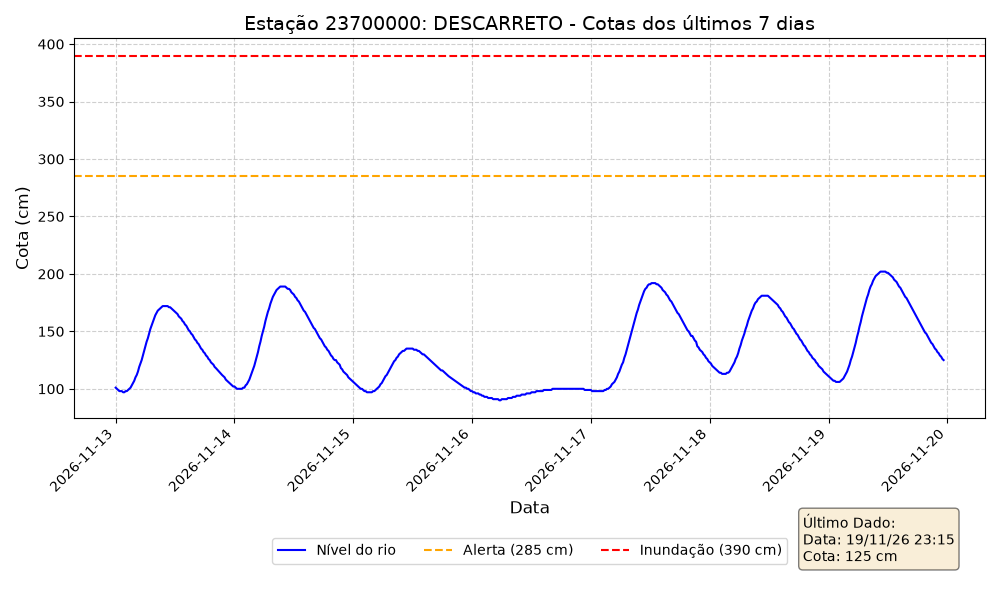 Estação 23700000: DESCARRETO - Cotas dos últimos 7 dias
Cota (cm)
400
350
300
250
200
150
100
2026-11-13
2026-11-14
2026-11-15
2026-11-16
2026-11-17
2026-11-18
2026-11-19
2026-11-20
Data
Nível do rio
Alerta (285 cm)
Inundação (390 cm)
Último Dado:
Data: 19/11/26 23:15
Cota: 125 cm